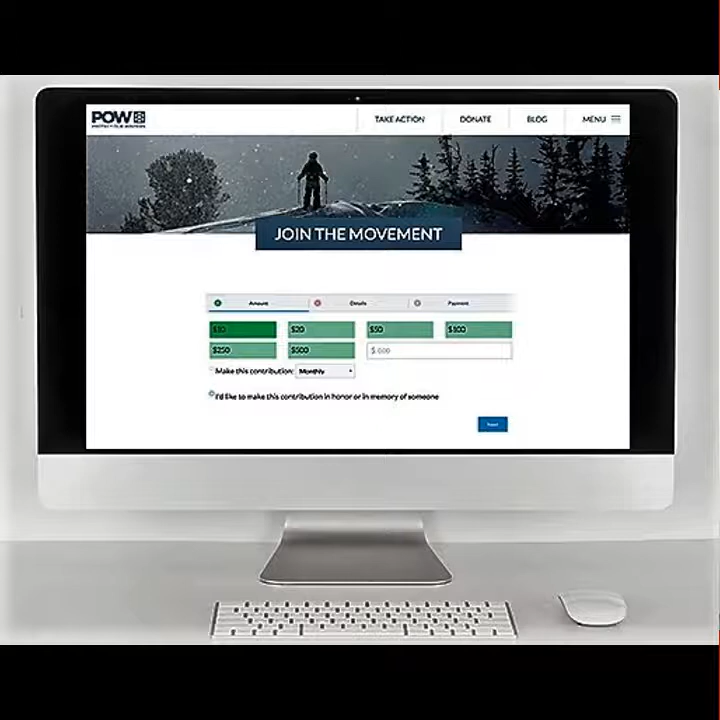 POW
TAKE ACTION DONATE BLOG MENU
JOIN THE MOVEMENT
Amount Details Payment
$10 $20 $50 $100
$250 $500 $
Make this contribution: Monthly
I'd like to make this contribution in honor or in memory of someone